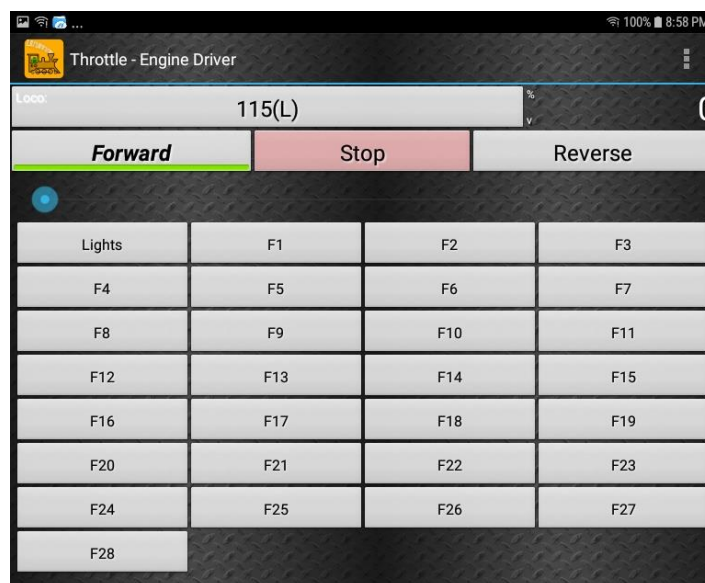 ... 100% 8:58 PM
Throttle - Engine Driver
Loco: 115(L) %
v
Forward Stop Reverse
Lights F1 F2 F3
F4 F5 F6 F7
F8 F9 F10 F11
F12 F13 F14 F15
F16 F17 F18 F19
F20 F21 F22 F23
F24 F25 F26 F27
F28